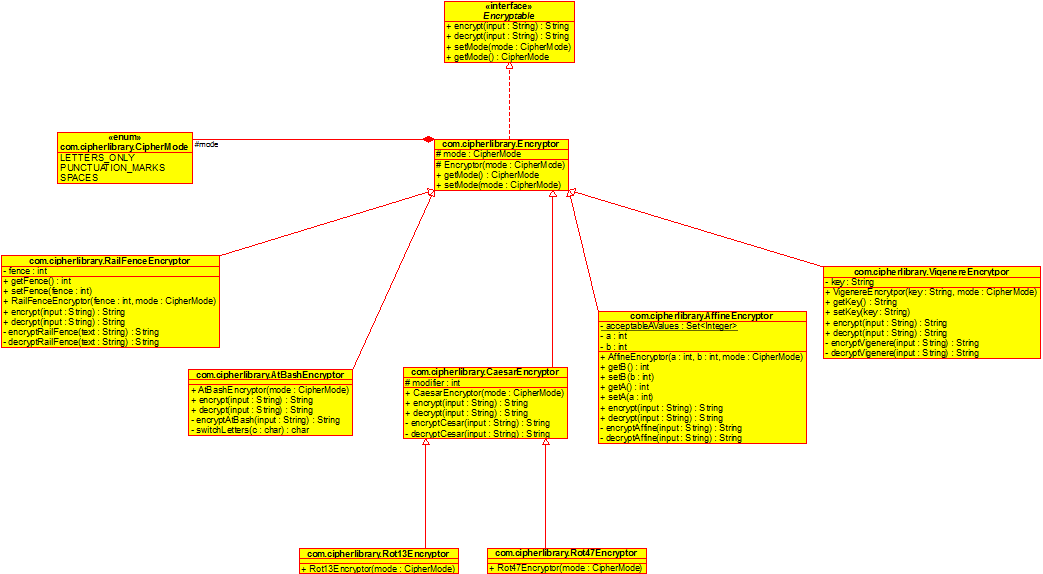 «interface»
Encryptable
+ encrypt(input : String) : String
+ decrypt(input : String) : String
+ setMode(mode : CipherMode)
+ getMode() : CipherMode
«enum»
com.cipherlibrary.CipherMode
LETTERS_ONLY
PUNCTUATION_MARKS
SPACES
#mode
com.cipherlibrary.Encryptor
# mode : CipherMode
# Encryptor(mode : CipherMode)
+ getMode() : CipherMode
+ setMode(mode : CipherMode)
com.cipherlibrary.RailFenceEncryptor
- fence : int
+ getFence() : int
+ setFence(fence : int)
+ RailFenceEncryptor(fence : int, mode : CipherMode)
+ encrypt(input : String) : String
+ decrypt(input : String) : String
- encryptRailFence(text : String) : String
- decryptRailFence(text : String) : String
com.cipherlibrary.AtBashEncryptor
+ AtBashEncryptor(mode : CipherMode)
+ encrypt(input : String) : String
+ decrypt(input : String) : String
- encryptAtBash(input : String) : String
- switchLetters(c : char) : char
com.cipherlibrary.CaesarEncryptor
# modifier : int
+ CaesarEncryptor(mode : CipherMode)
+ encrypt(input : String) : String
+ decrypt(input : String) : String
- encryptCesar(input : String) : String
- decryptCesar(input : String) : String
com.cipherlibrary.AffineEncryptor
- acceptableAValues : Set<Integer>
- a : int
- b : int
+ AffineEncryptor(a : int, b : int, mode : CipherMode)
+ getB() : int
+ setB(b : int)
+ getA() : int
+ setA(a : int)
+ encrypt(input : String) : String
+ decrypt(input : String) : String
- encryptAffine(input : String) : String
- decryptAffine(input : String) : String
com.cipherlibrary.VigenereEncrytpor
- key : String
+ VigenereEncrytpor(key : String, mode : CipherMode)
+ getKey() : String
+ setKey(key : String)
+ encrypt(input : String) : String
+ decrypt(input : String) : String
- encryptVigenere(input : String) : String
- decryptVigenere(input : String) : String
com.cipherlibrary.Rot13Encryptor
+ Rot13Encryptor(mode : CipherMode)
com.cipherlibrary.Rot47Encryptor
+ Rot47Encryptor(mode : CipherMode)